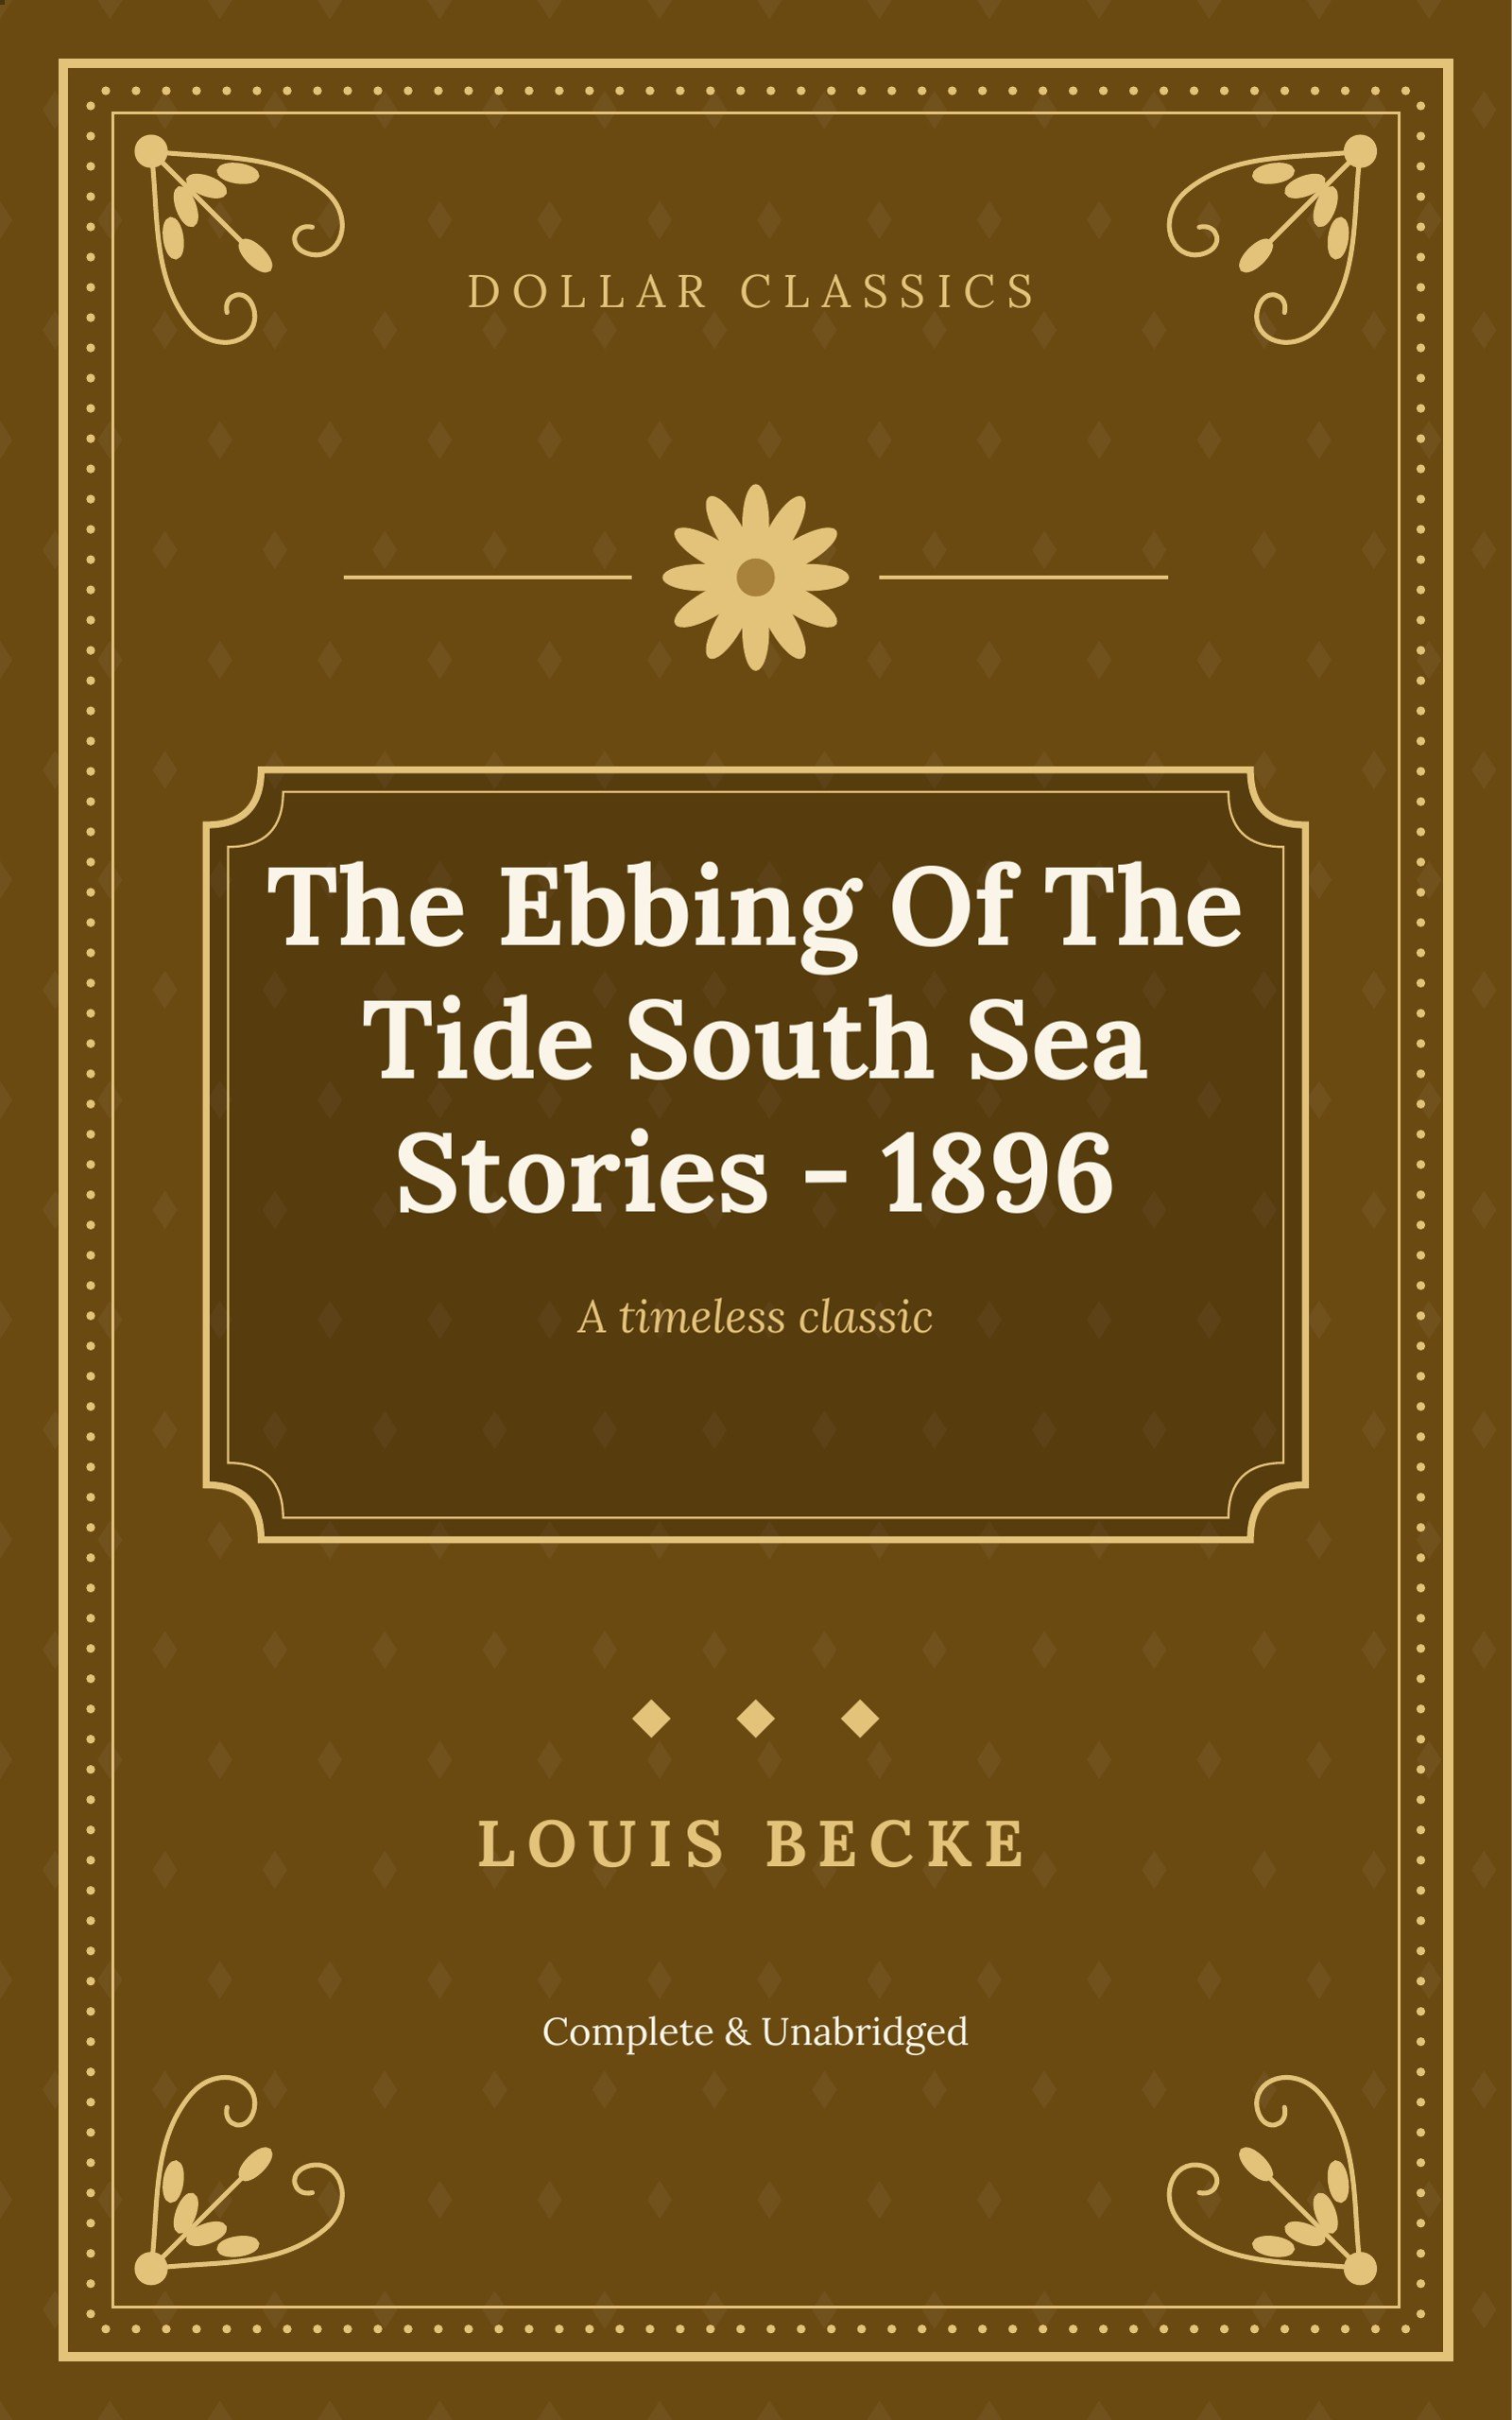 DOLLAR CLASSICS
The Ebbing Of The
Tide South Sea
Stories – 1896
A timeless classic
LOUIS BECKE
Complete & Unabridged